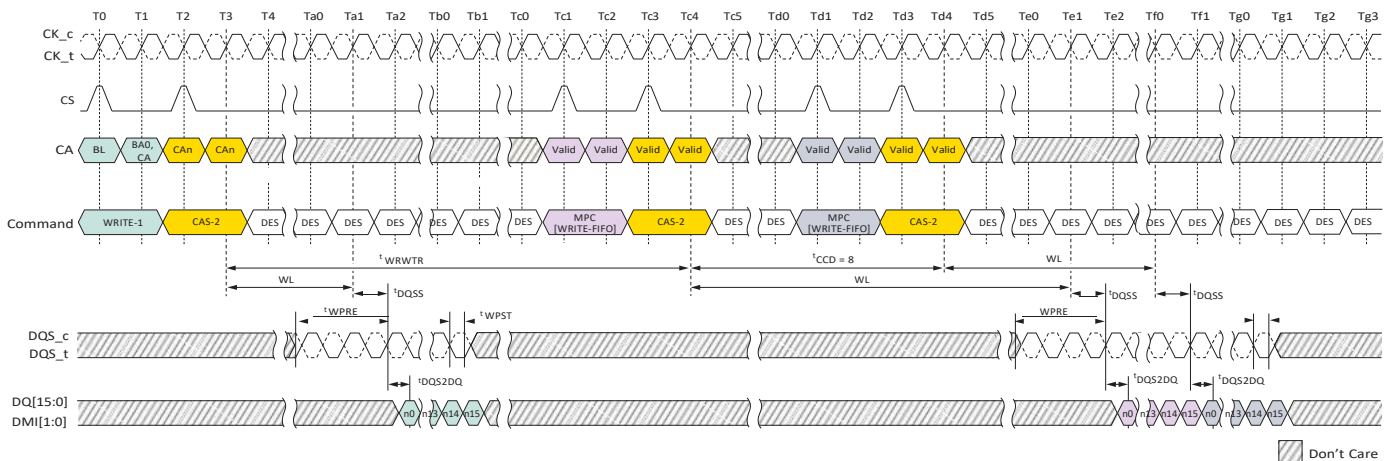 T0 T1 T2 T3 T4 Ta0 Ta1 Ta2 Tb0 Tb1 Tc0 Tc1 Tc2 Tc3 Tc4 Tc5 Td0 Td1 Td2 Td3 Td4 Td5 Te0 Te1 Te2 Tf0 Tf1 Tg0 Tg1 Tg2 Tg3
CK_c
CK_t
CS
CA BL BA0, CA CAn CAn Valid Valid Valid Valid Valid Valid Valid Valid
Command WRITE-1 CAS-2 DES DES DES DES DES DES DES MPC [WRITE-FIFO] CAS-2 DES DES MPC [WRITE-FIFO] CAS-2 DES DES DES DES DES DES DES DES DES DES
tWRWTR tCCD = 8 WL
WL WL
tDQSS tDQSS tDQSS
tWPRE tWPST WPRE
DQS_c
DQS_t
tDQS2DQ tDQS2DQ tDQS2DQ
DQ[15:0]
DMI[1:0]
n0 n13 n14 n15 n0 n13 n14 n15 n0 n13 n14 n15
Don't Care